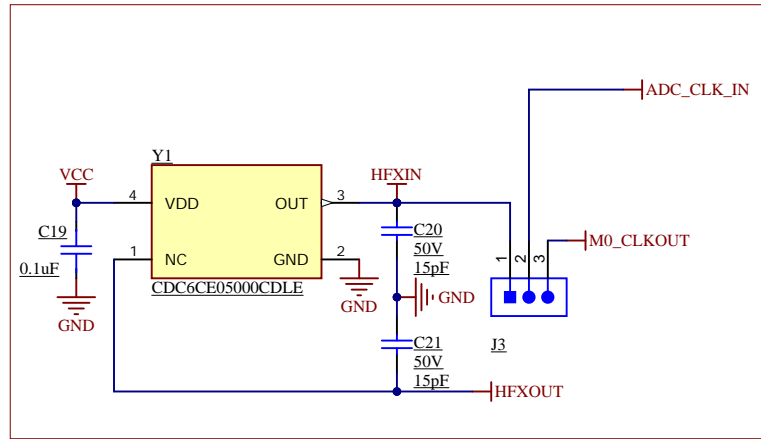 ADC_CLK_IN
Y1
VCC
HFXIN
4
VDD
OUT
3
C19
C20
50V
15pF
M0_CLKOUT
1
NC
GND
2
1
2
3
0.1uF
CDC6CE05000CDLE
GND
GND
GND
C21
50V
15pF
J3
HFXOUT